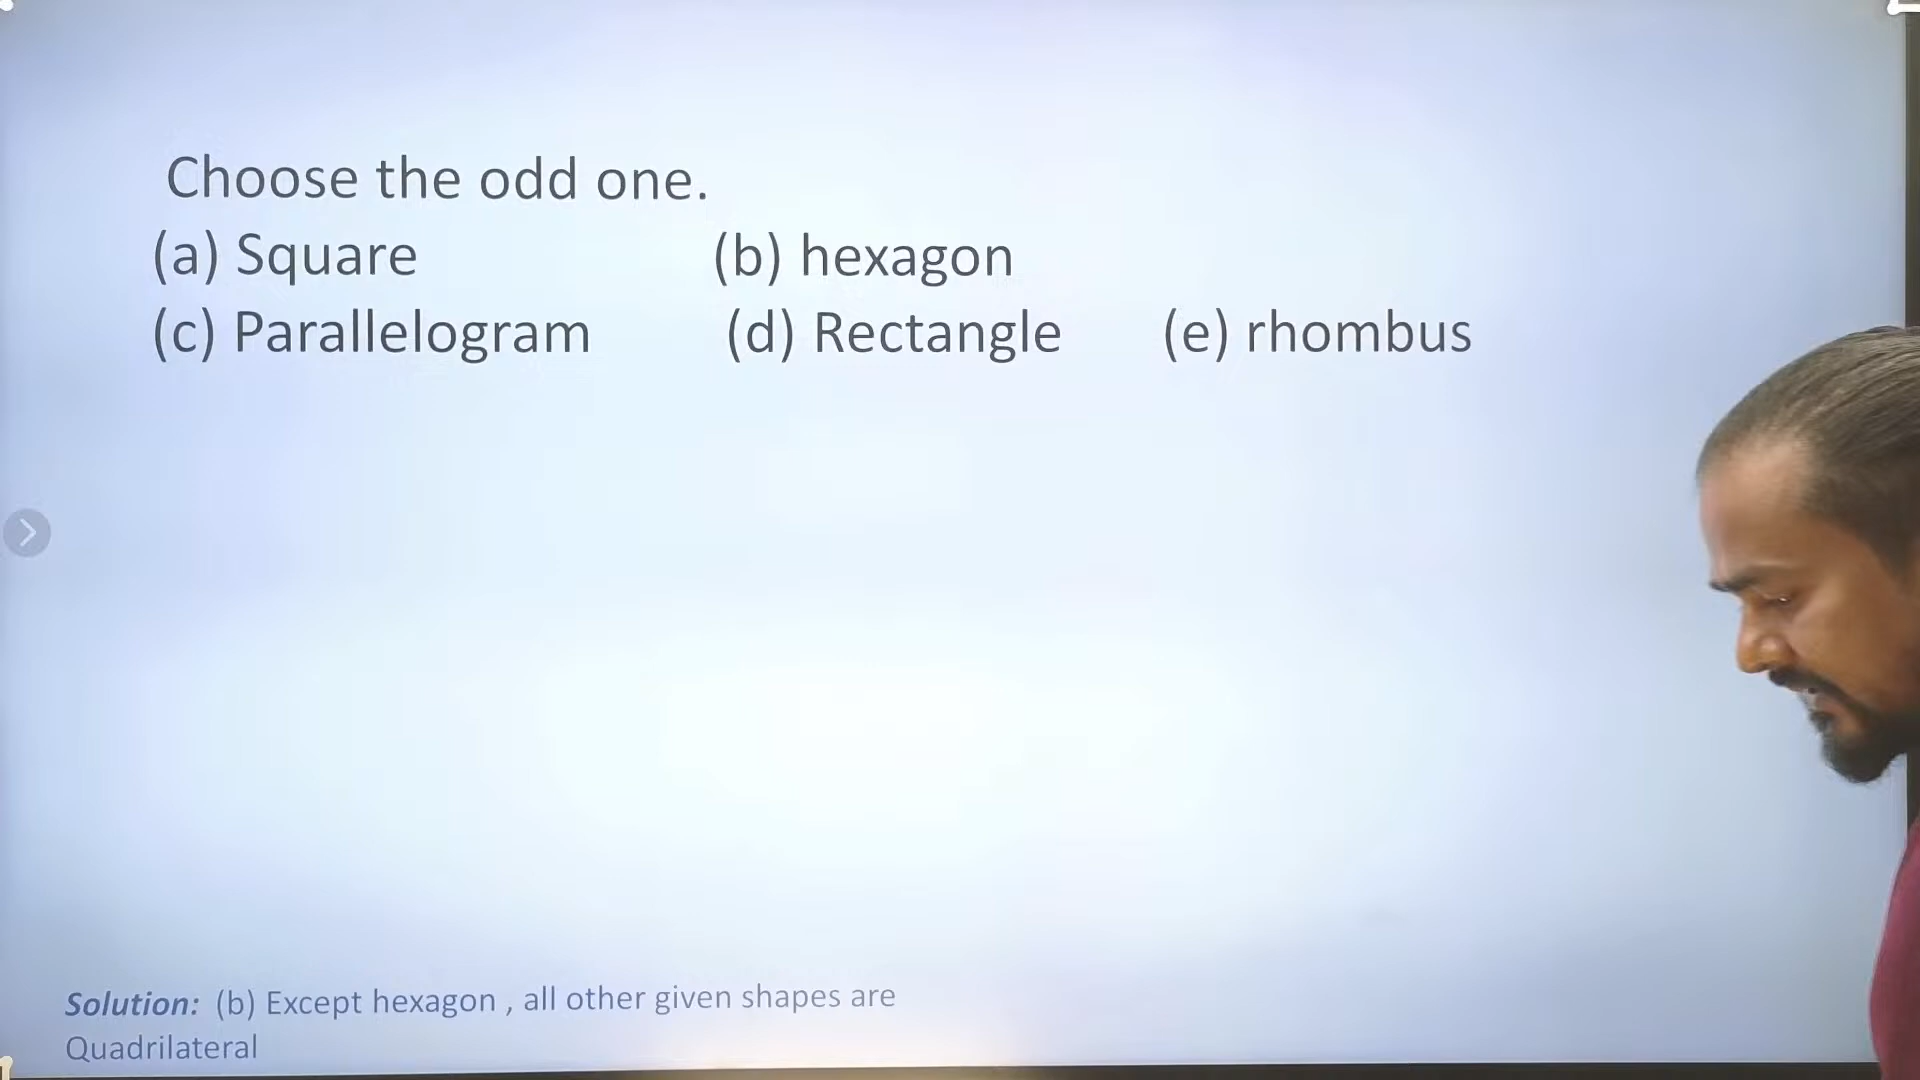 Choose the odd one.
(a) Square (b) hexagon
(c) Parallelogram (d) Rectangle (e) rhombus
Solution: (b) Except hexagon , all other given shapes are
Quadrilateral